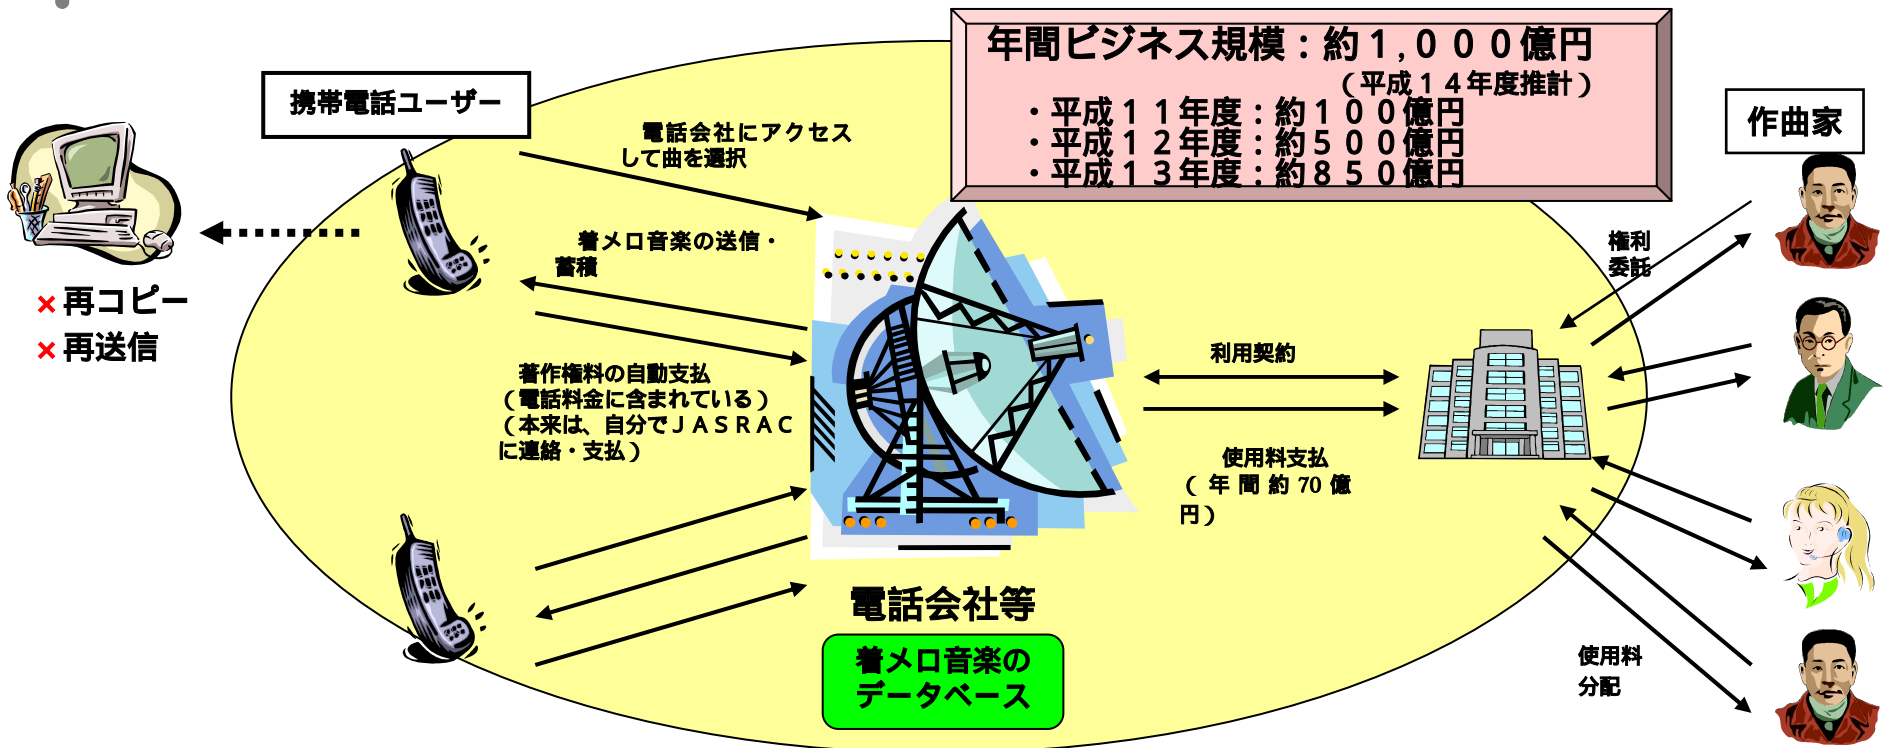 年間ビジネス規模：約１，０００億円
（平成１４年度推計）
・平成１１年度：約１００億円
・平成１２年度：約５００億円
・平成１３年度：約８５０億円
携帯電話ユーザー
作曲家
電話会社にアクセス
して曲を選択
着メロ音楽の送信・
蓄積
権利
委託
×再コピー
×再送信
利用契約
著作権料の自動支払
（電話料金に含まれている）
（本来は、自分でＪＡＳＲＡＣ
に連絡・支払）
使用料支払
（年間約70億
円）
電話会社等
着メロ音楽の
データベース
使用料
分配